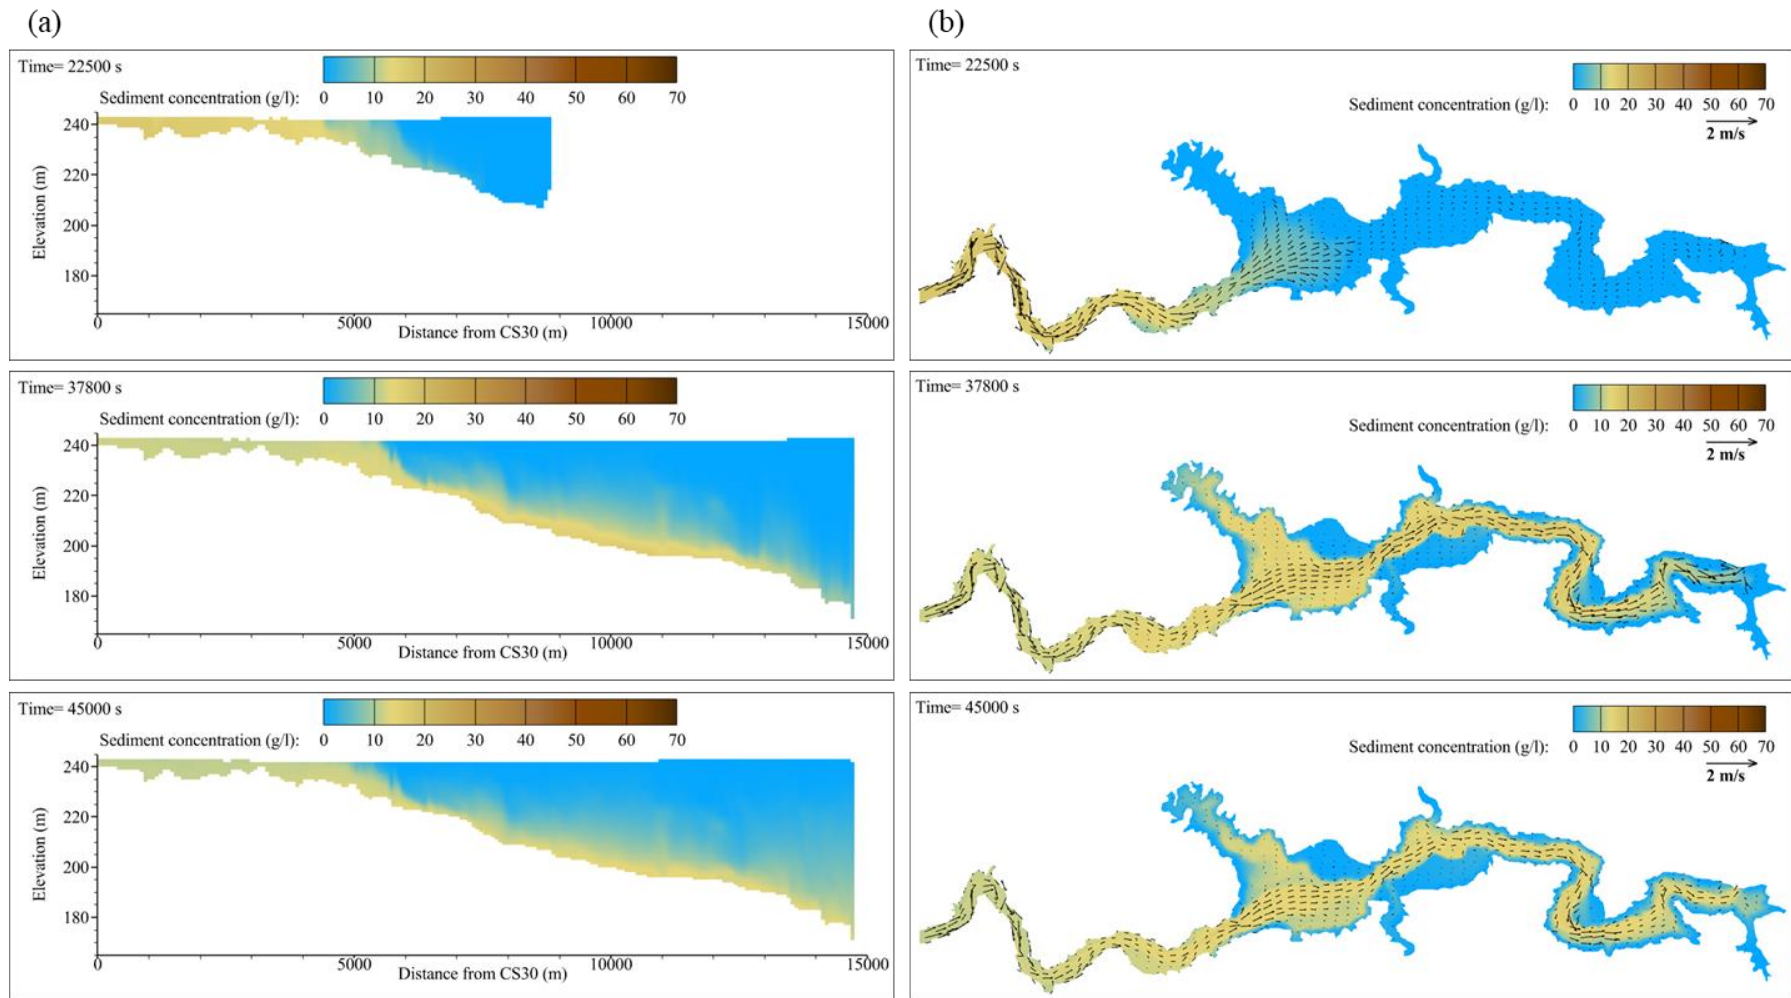 (a)
(b)
Time= 22500 s
Sediment concentration (g/l): 0 10 20 30 40 50 60 70
240
220
200
180
Elevation (m)
0 5000 10000 15000
Distance from CS30 (m)
Time= 22500 s
Sediment concentration (g/l): 0 10 20 30 40 50 60 70
2 m/s
Time= 37800 s
Sediment concentration (g/l): 0 10 20 30 40 50 60 70
240
220
200
180
Elevation (m)
0 5000 10000 15000
Distance from CS30 (m)
Time= 37800 s
Sediment concentration (g/l): 0 10 20 30 40 50 60 70
2 m/s
Time= 45000 s
Sediment concentration (g/l): 0 10 20 30 40 50 60 70
240
220
200
180
Elevation (m)
0 5000 10000 15000
Distance from CS30 (m)
Time= 45000 s
Sediment concentration (g/l): 0 10 20 30 40 50 60 70
2 m/s